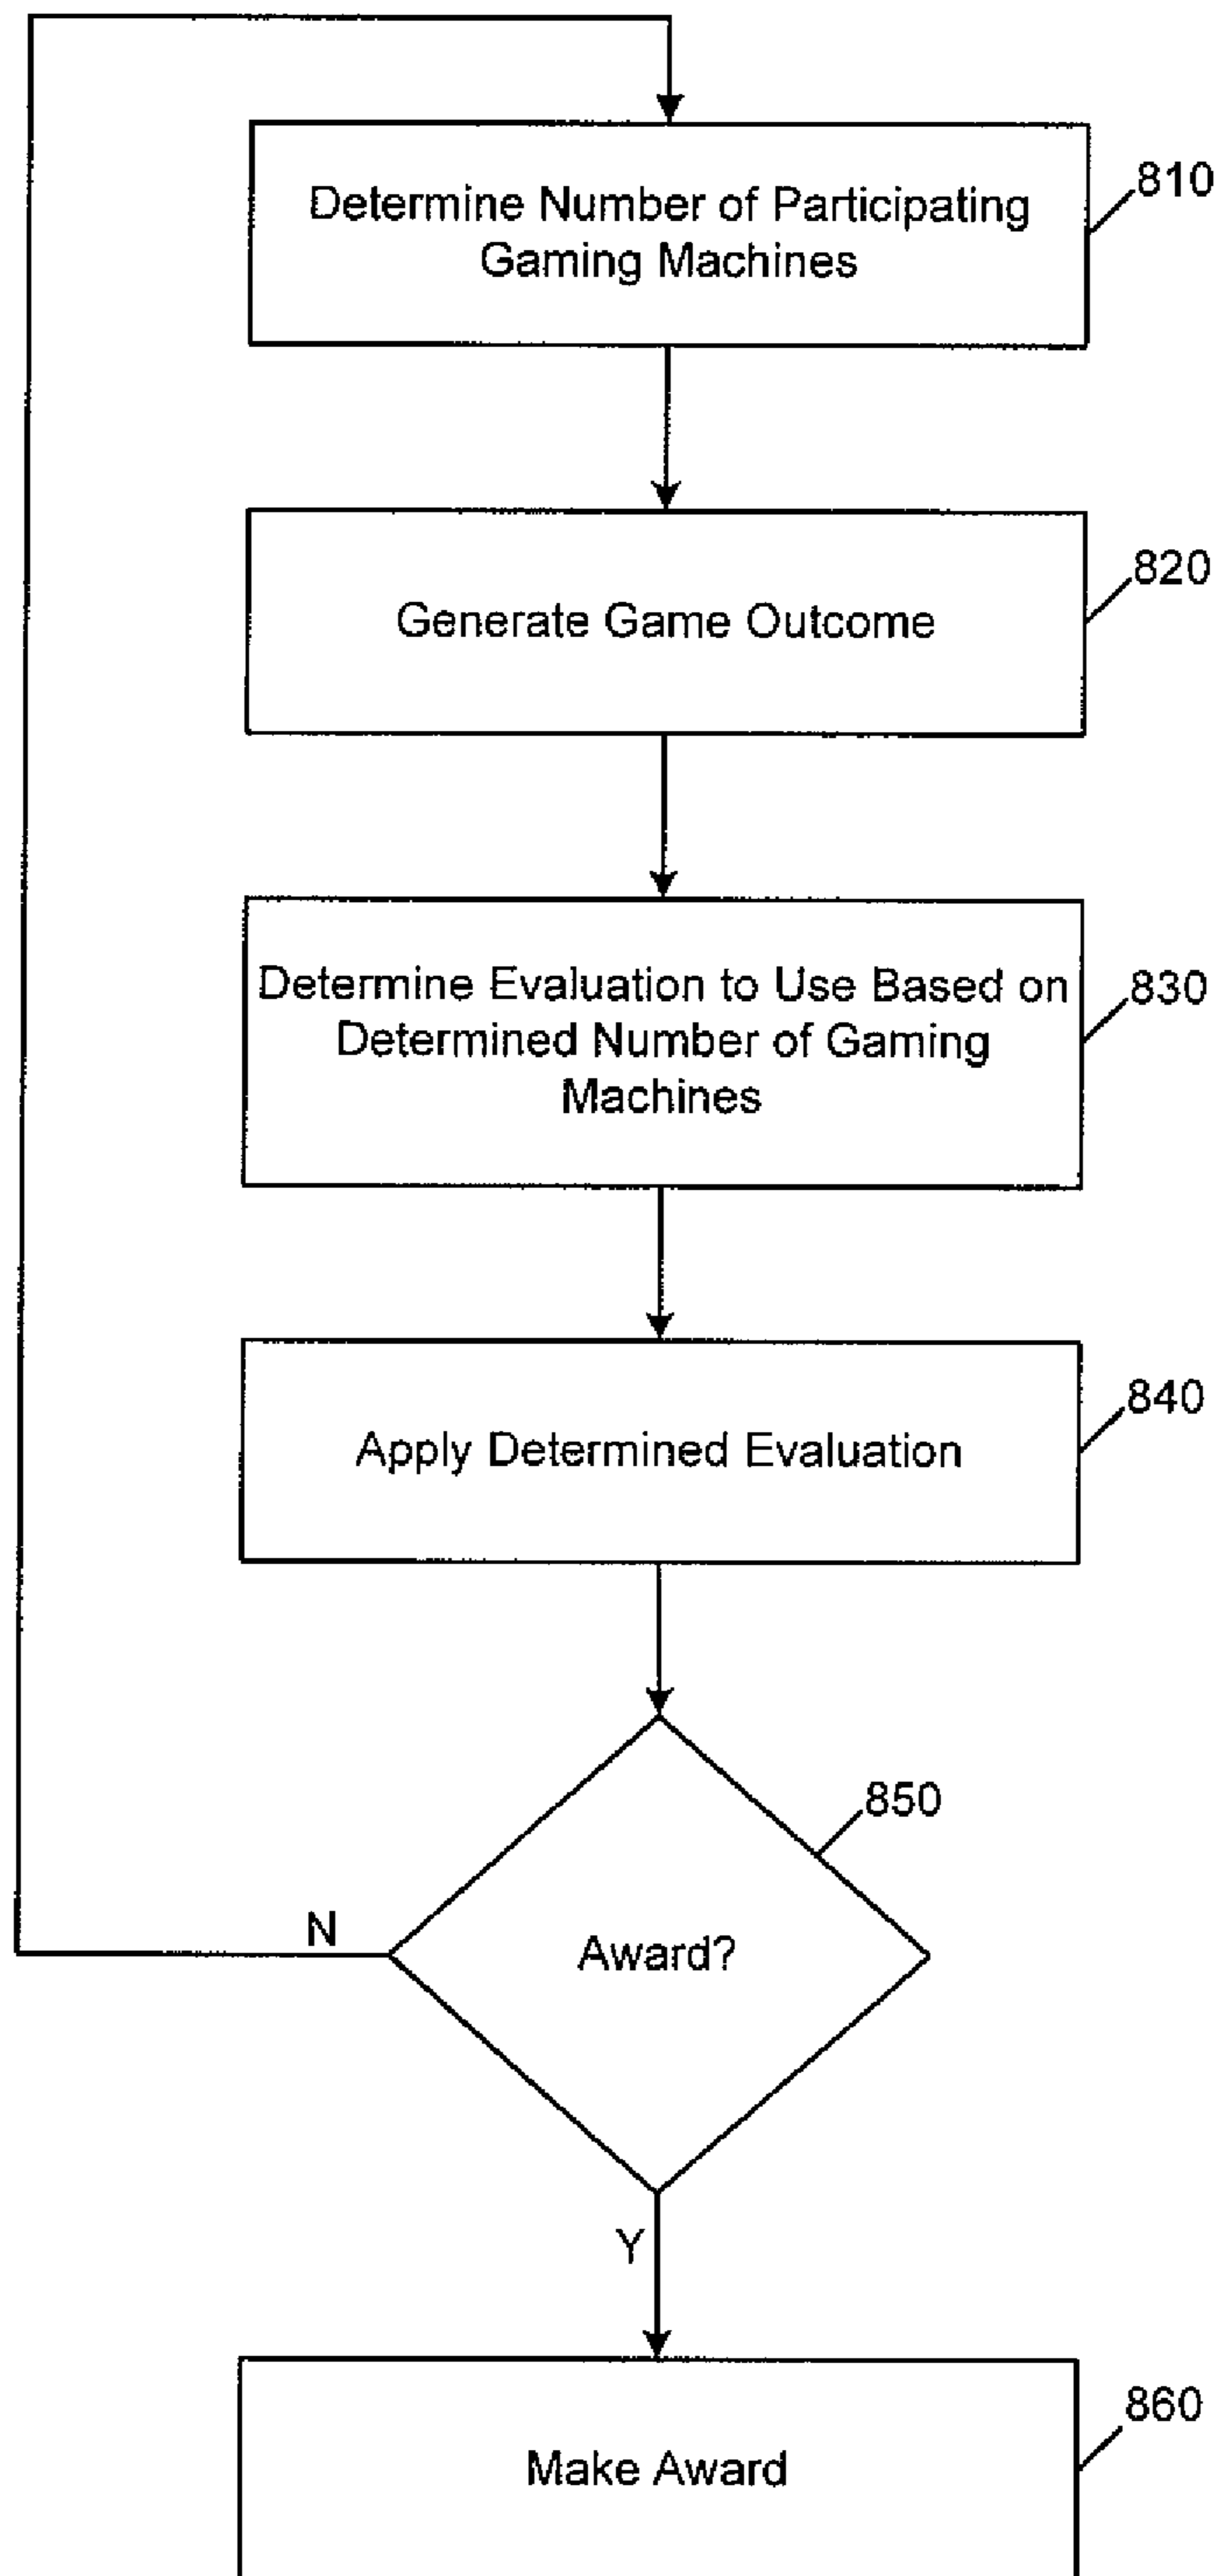 Determine Number of Participating
Gaming Machines
810
Generate Game Outcome
820
Determine Evaluation to Use Based on
Determined Number of Gaming
Machines
830
Apply Determined Evaluation
840
850
Award?
N
Y
Make Award
860